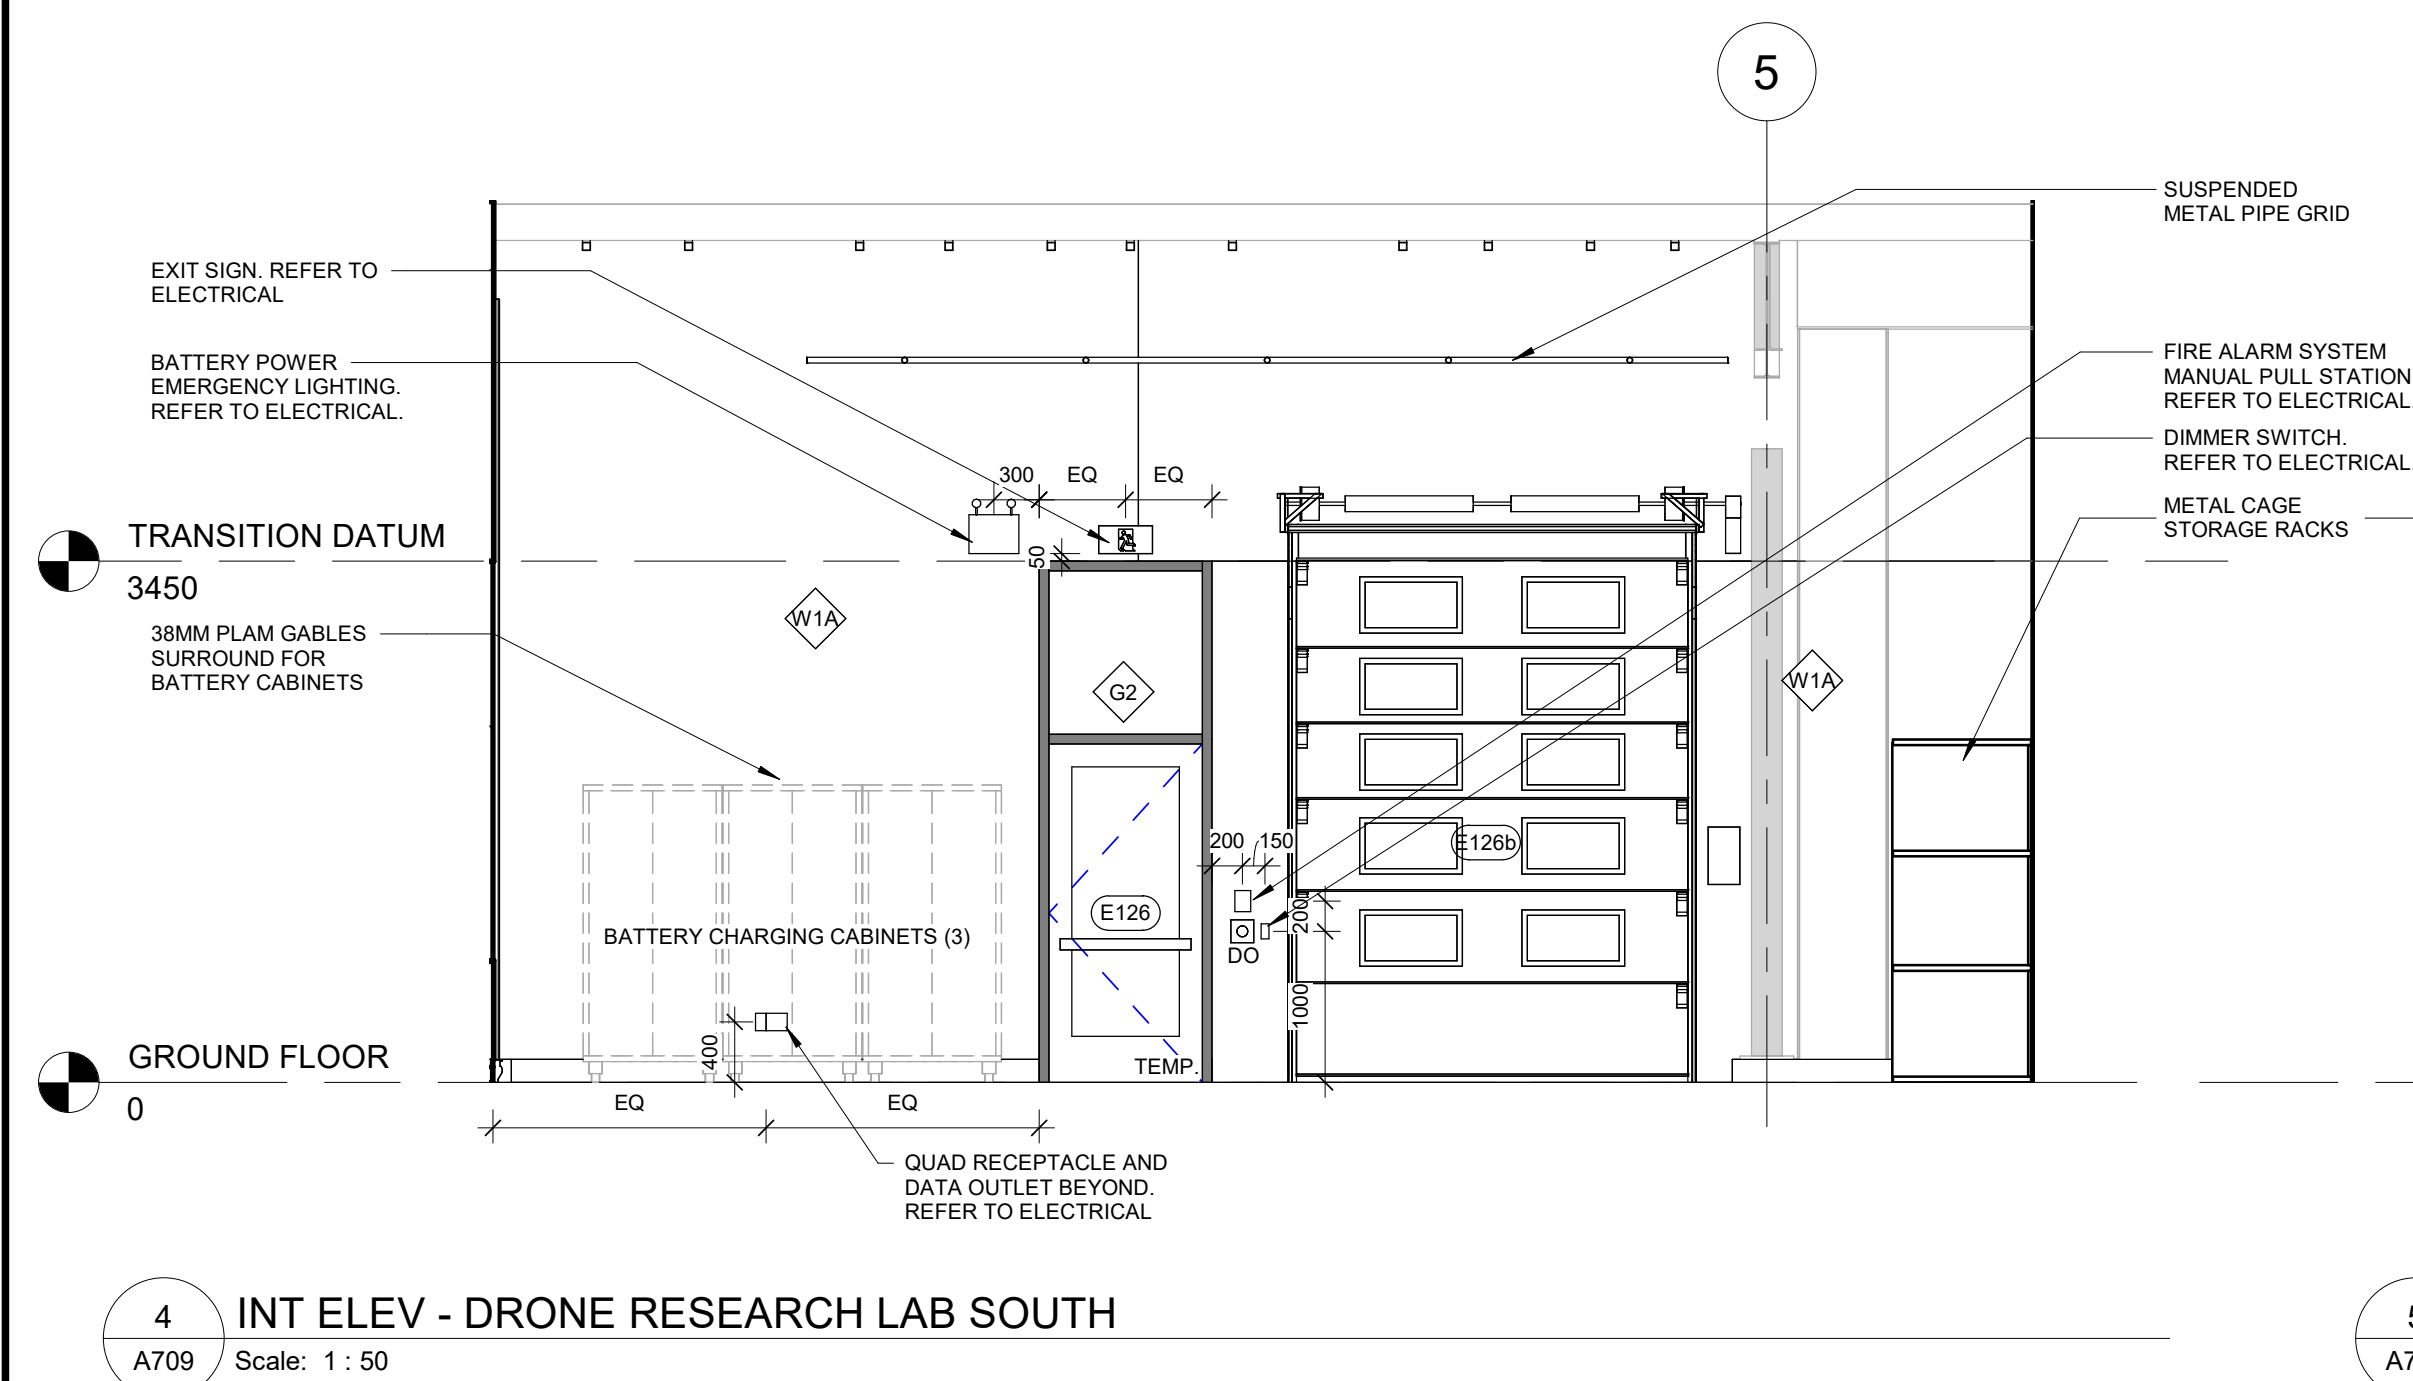 5
SUSPENDED
METAL PIPE GRID
EXIT SIGN. REFER TO
ELECTRICAL
BATTERY POWER
EMERGENCY LIGHTING.
REFER TO ELECTRICAL.
FIRE ALARM SYSTEM
MANUAL PULL STATION
REFER TO ELECTRICAL.
DIMMER SWITCH.
REFER TO ELECTRICAL.
METAL CAGE
STORAGE RACKS
300
EQ
EQ
TRANSITION DATUM
3450
50
W1A
38MM PLAM GABLES
SURROUND FOR
BATTERY CABINETS
G2
W1A
200
150
E126b
E126
200
BATTERY CHARGING CABINETS (3)
DO
1000
400
TEMP.
GROUND FLOOR
0
EQ
EQ
QUAD RECEPTACLE AND
DATA OUTLET BEYOND.
REFER TO ELECTRICAL
4
INT ELEV - DRONE RESEARCH LAB SOUTH
A709
Scale: 1 : 50
A7